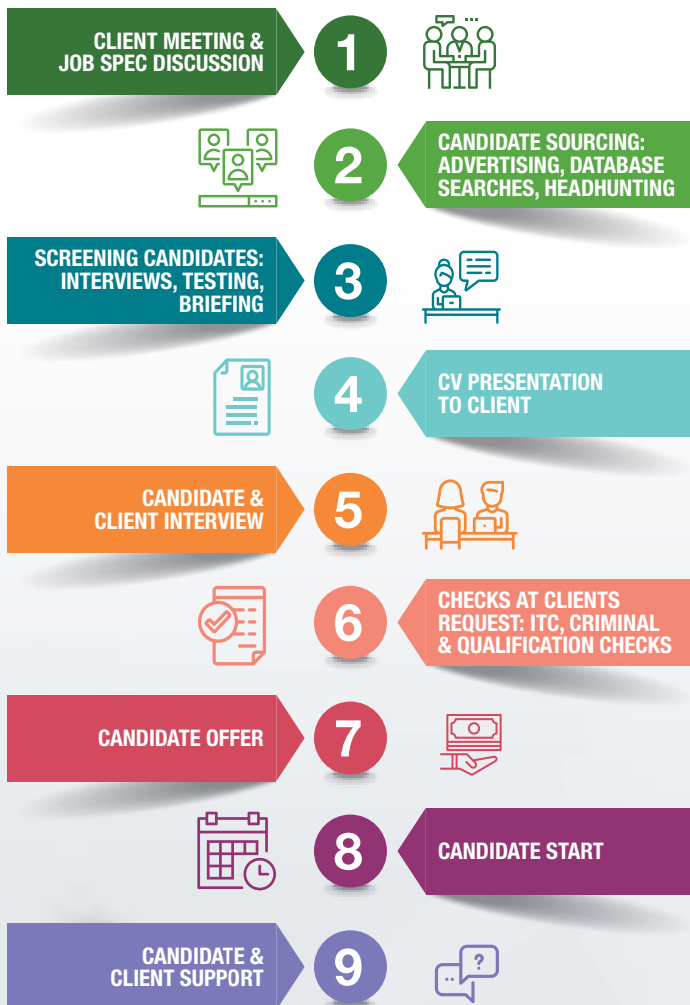 CLIENT MEETING &
JOB SPEC DISCUSSION
1
2
CANDIDATE SOURCING:
ADVERTISING, DATABASE
SEARCHES, HEADHUNTING
SCREENING CANDIDATES:
INTERVIEWS, TESTING,
BRIEFING
3
4
CV PRESENTATION
TO CLIENT
CANDIDATE &
CLIENT INTERVIEW
5
6
CHECKS AT CLIENTS
REQUEST: ITC, CRIMINAL
& QUALIFICATION CHECKS
CANDIDATE OFFER
7
8
CANDIDATE START
CANDIDATE &
CLIENT SUPPORT
9
?